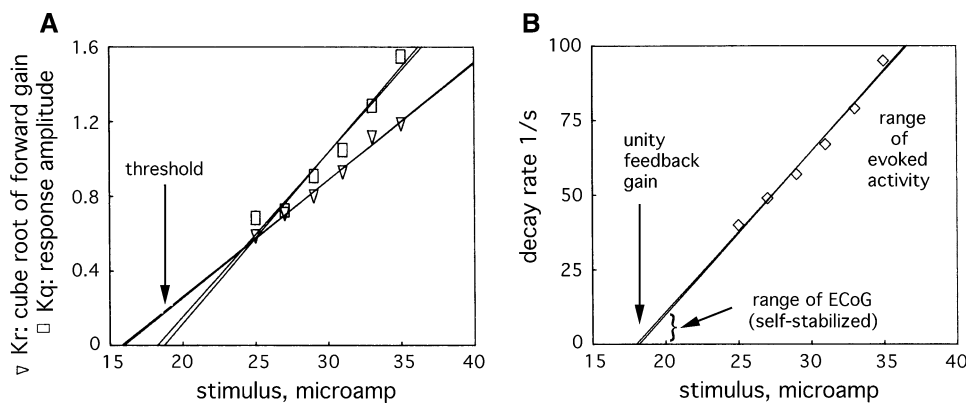 A
▽ Kr: cube root of forward gain
□ Kq: response amplitude
1.6
1.2
0.8
0.4
0
threshold
15 20 25 30 35 40
stimulus, microamp
B
decay rate 1/s
100
75
50
25
0
unity
feedback
gain
range
of
evoked
activity
range of ECoG
(self-stabilized)
}
15 20 25 30 35 40
stimulus, microamp